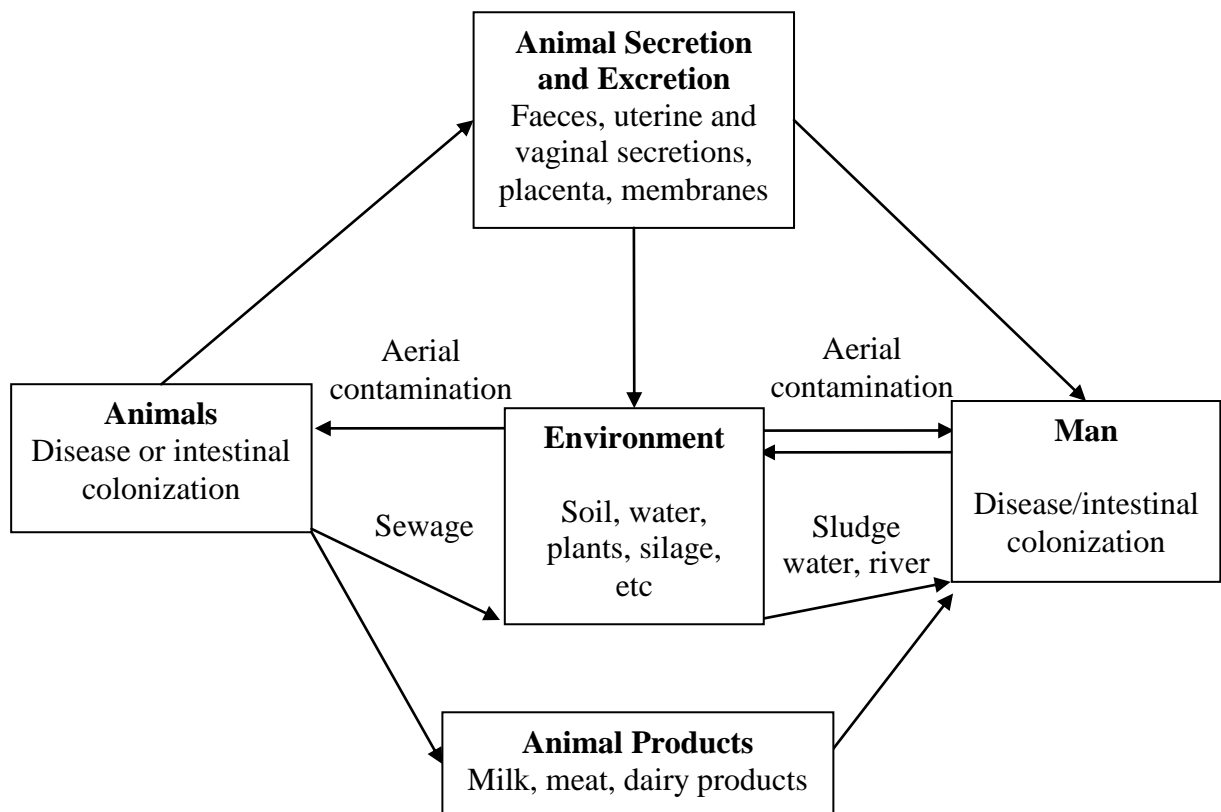 Animal Secretion
and Excretion
Faeces, uterine and
vaginal secretions,
placenta, membranes
Aerial
contamination
Aerial
contamination
Animals
Disease or intestinal
colonization
Environment
Soil, water,
plants, silage,
etc
Man
Disease/intestinal
colonization
Sewage
Sludge
water, river
Animal Products
Milk, meat, dairy products